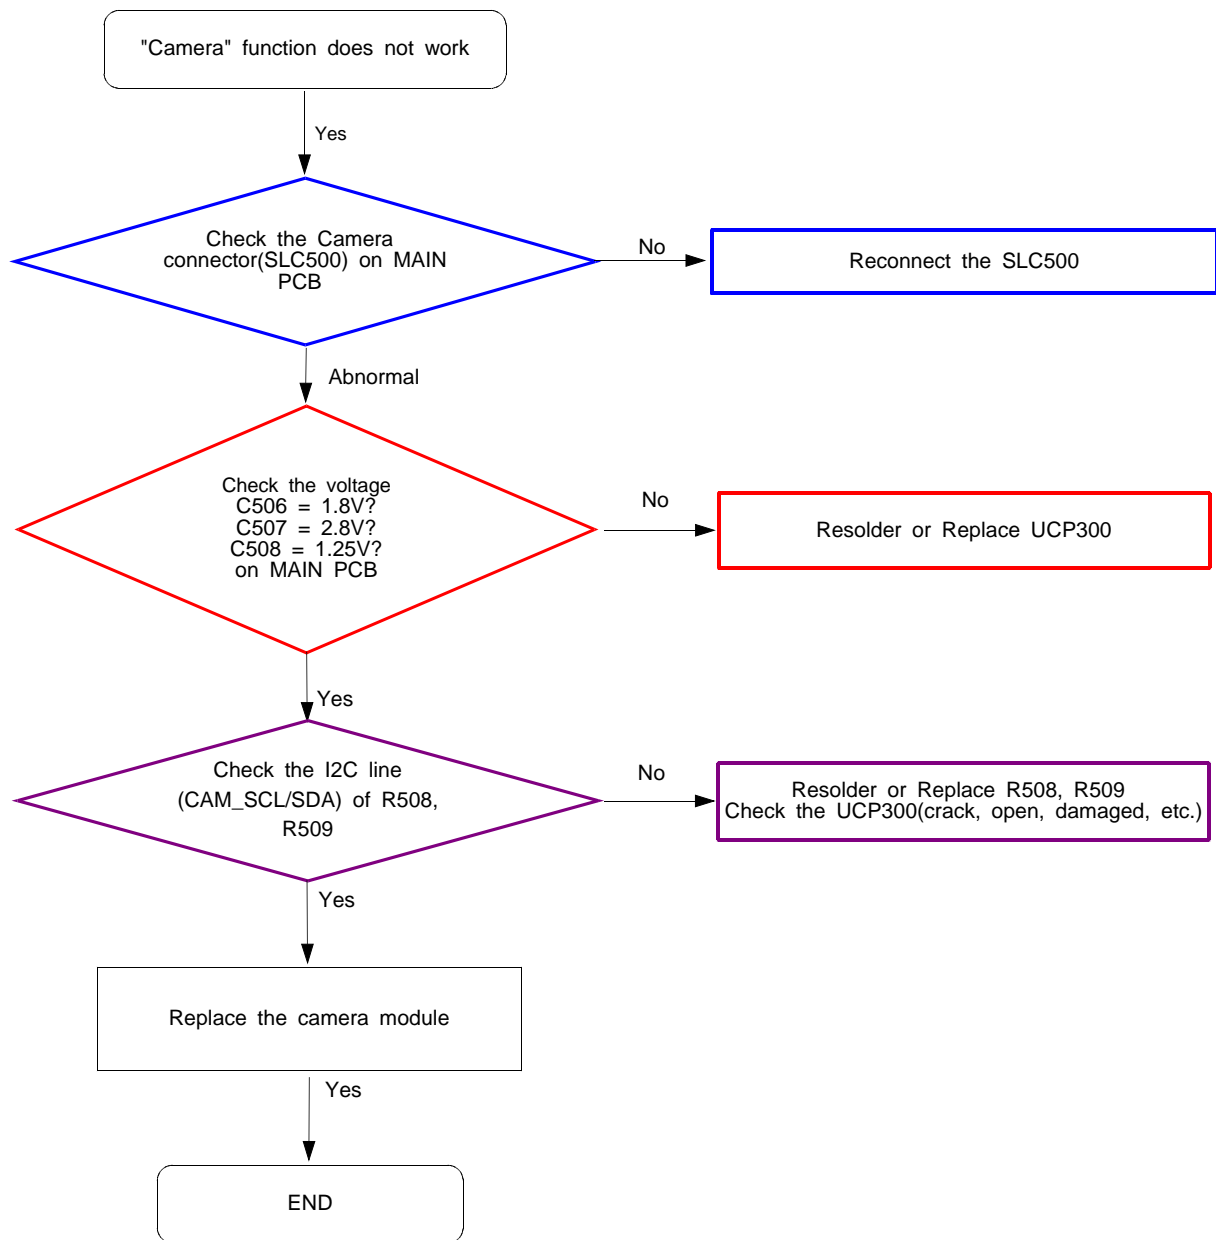 "Camera" function does not work
Yes
Check the Camera
connector(SLC500) on MAIN
PCB
No
Reconnect the SLC500
Abnormal
Check the voltage
C506 = 1.8V?
C507 = 2.8V?
C508 = 1.25V?
on MAIN PCB
No
Resolder or Replace UCP300
Yes
Check the I2C line
(CAM_SCL/SDA) of R508,
R509
No
Resolder or Replace R508, R509
Check the UCP300(crack, open, damaged, etc.)
Yes
Replace the camera module
Yes
END